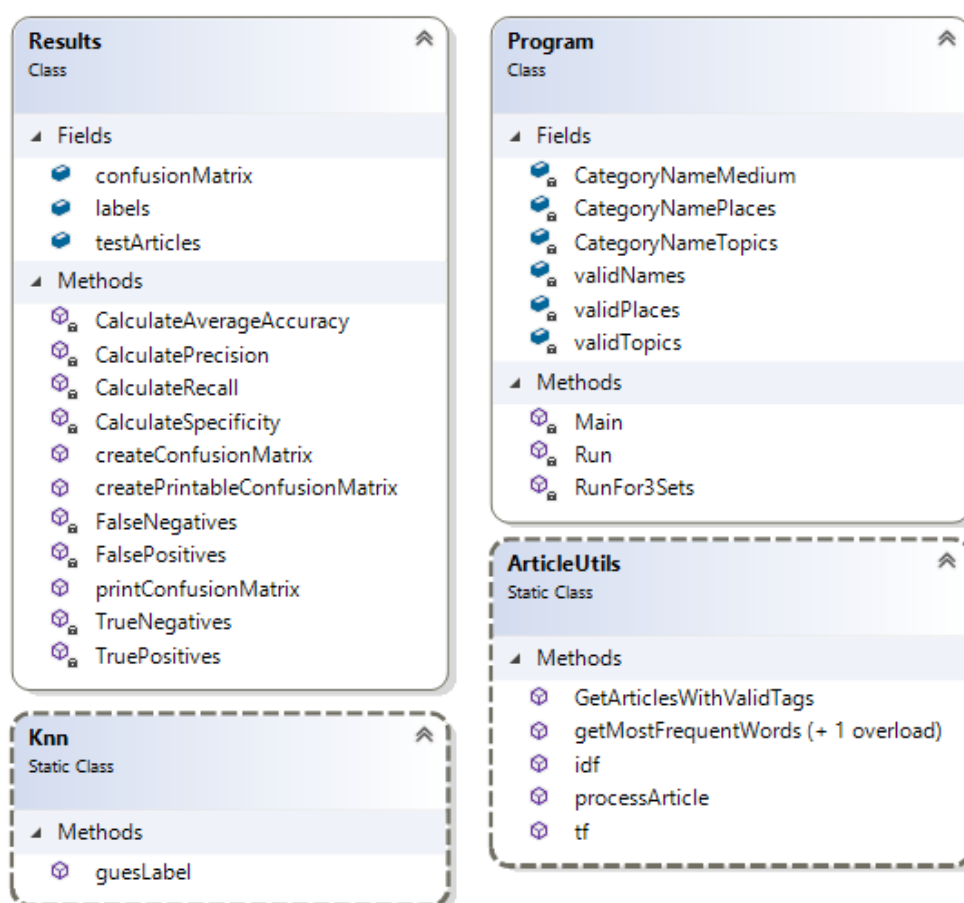 Results
Class
Fields
confusionMatrix
labels
testArticles
Methods
CalculateAverageAccuracy
CalculatePrecision
CalculateRecall
CalculateSpecificity
createConfusionMatrix
createPrintableConfusionMatrix
FalseNegatives
FalsePositives
printConfusionMatrix
TrueNegatives
TruePositives
Knn
Static Class
Methods
guesLabel
Program
Class
Fields
CategoryNameMedium
CategoryNamePlaces
CategoryNameTopics
validNames
validPlaces
validTopics
Methods
Main
Run
RunFor3Sets
ArticleUtils
Static Class
Methods
GetArticlesWithValidTags
getMostFrequentWords (+ 1 overload)
idf
processArticle
tf